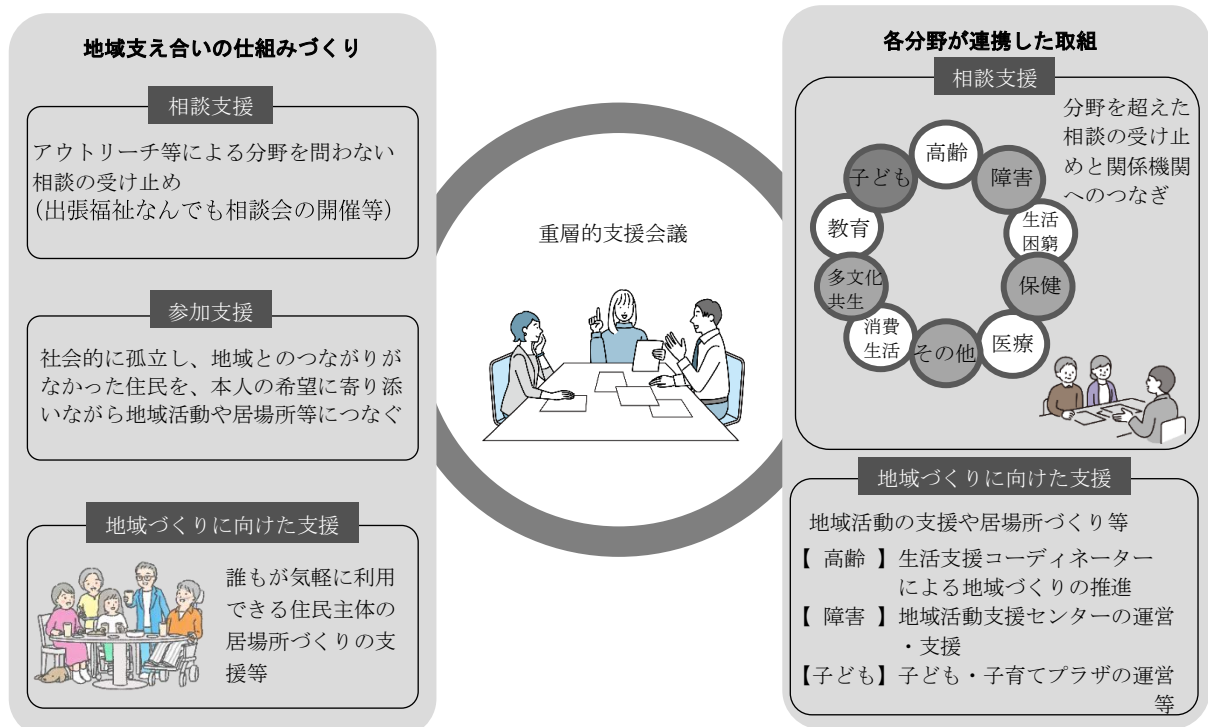 地域支え合いの仕組みづくり
相談支援
アウトリーチ等による分野を問わない
相談の受け止め
(出張福祉なんでも相談会の開催等)
参加支援
社会的に孤立し、地域とのつながりが
なかった住民を、本人の希望に寄り添
いながら地域活動や居場所等につなぐ
地域づくりに向けた支援
誰もが気軽に利用
できる住民主体の
居場所づくりの支
援等
重層的支援会議
各分野が連携した取組
相談支援
分野を超えた
相談の受け止
めと関係機関
へのつなぎ
高齢
障害
生活
困窮
保健
医療
その他
消費
生活
多文化
共生
教育
子ども
地域づくりに向けた支援
地域活動の支援や居場所づくり等
【 高齢 】生活支援コーディネーター
による地域づくりの推進
【 障害 】地域活動支援センターの運営
・支援
【子ども】子ども・子育てプラザの運営
等